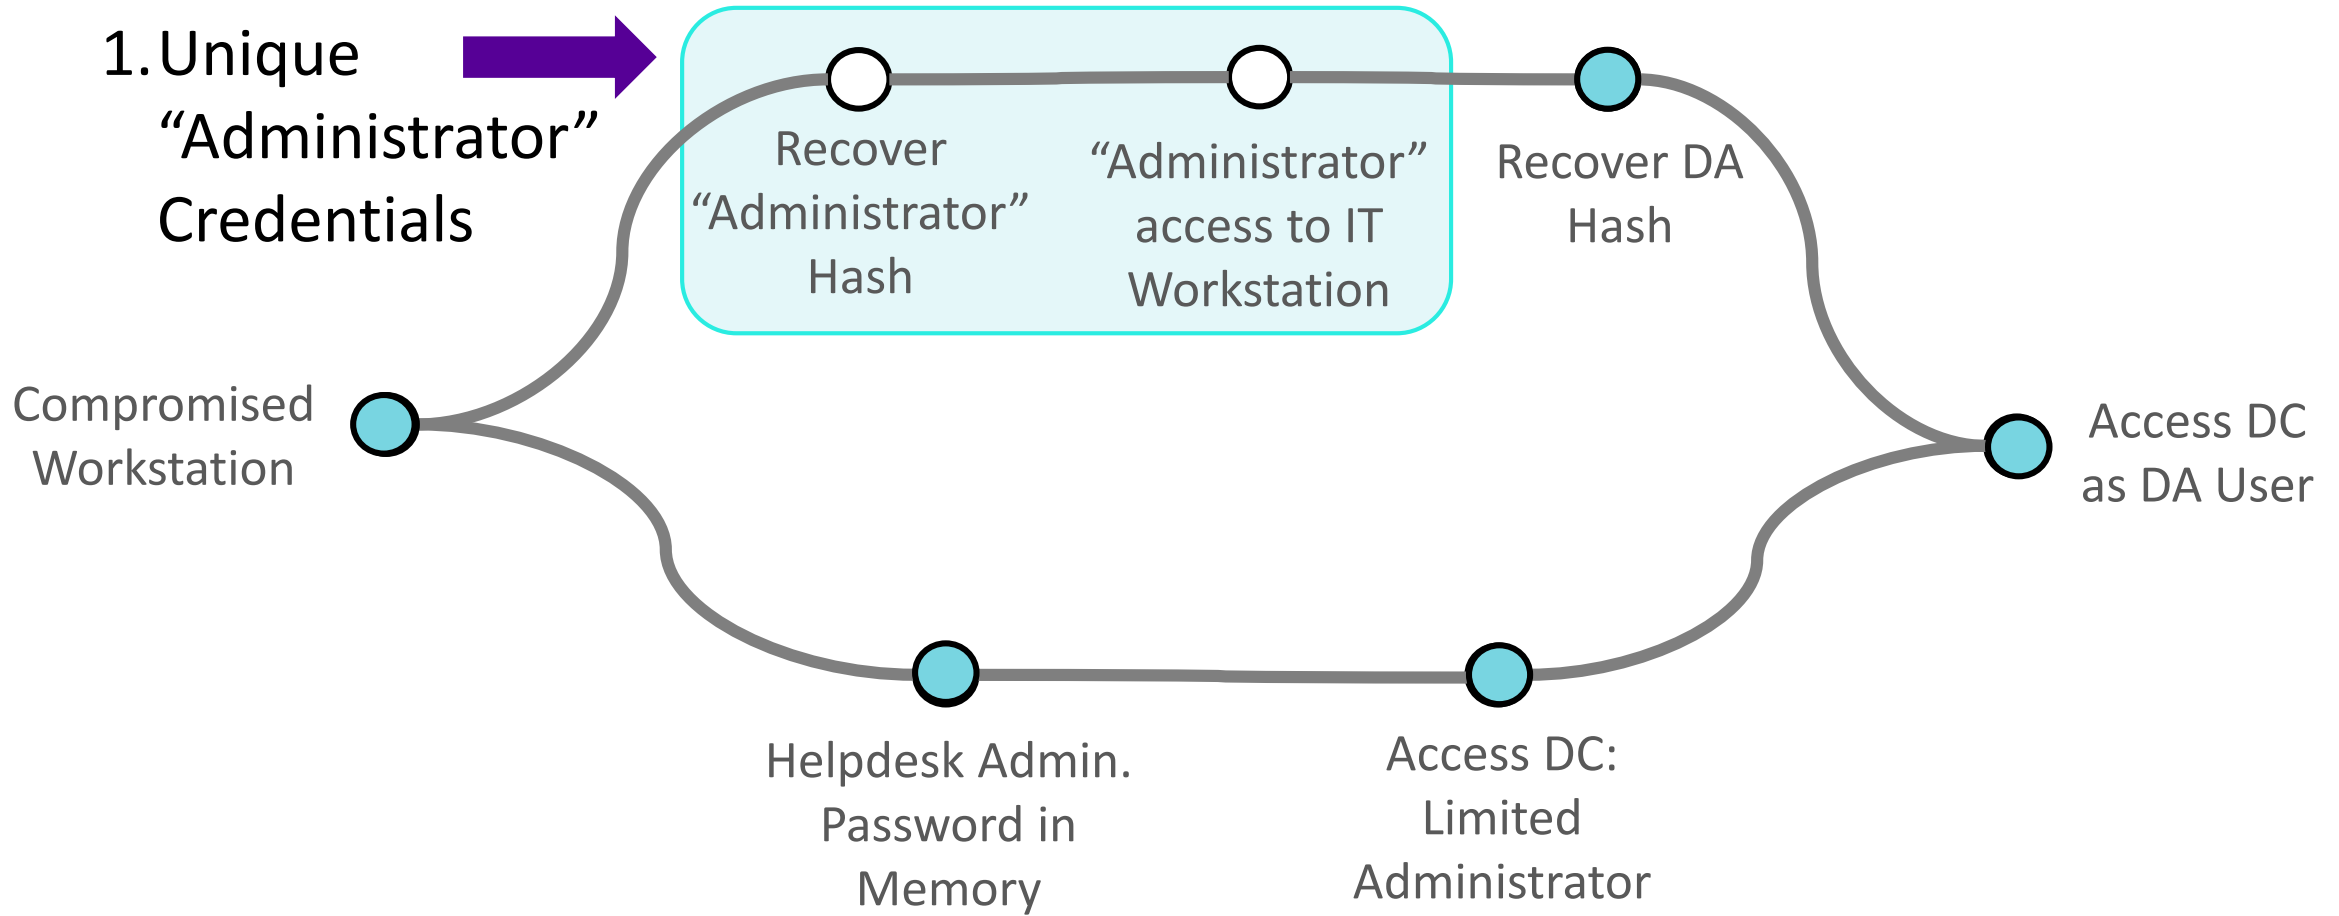 1. Unique
“Administrator”
Credentials
Recover
“Administrator”
Hash
“Administrator”
access to IT
Workstation
Recover DA
Hash
Compromised
Workstation
Access DC
as DA User
Helpdesk Admin.
Password in
Memory
Access DC:
Limited
Administrator